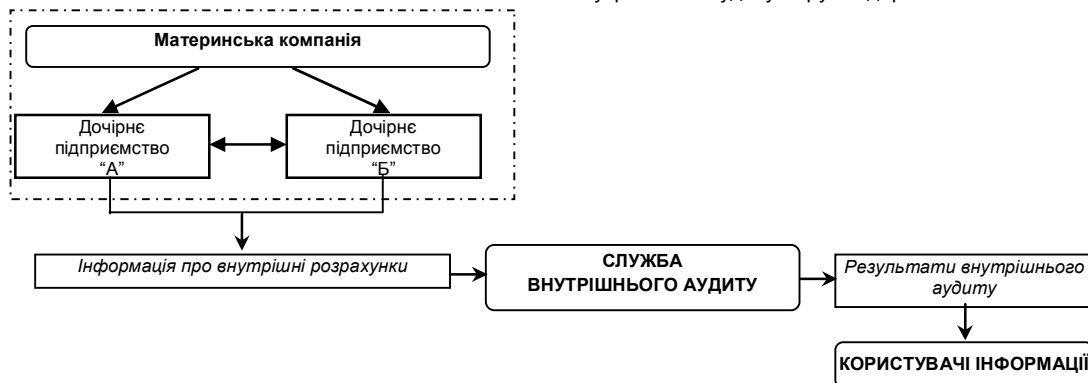 Материнська компанія
Дочірнє
підприємство
“А”
Дочірнє
підприємство
“Б”
Інформація про внутрішні розрахунки
СЛУЖБА
ВНУТРІШНЬОГО АУДИТУ
Результати внутрішнього
аудиту
КОРИСТУВАЧІ ІНФОРМАЦІЇ